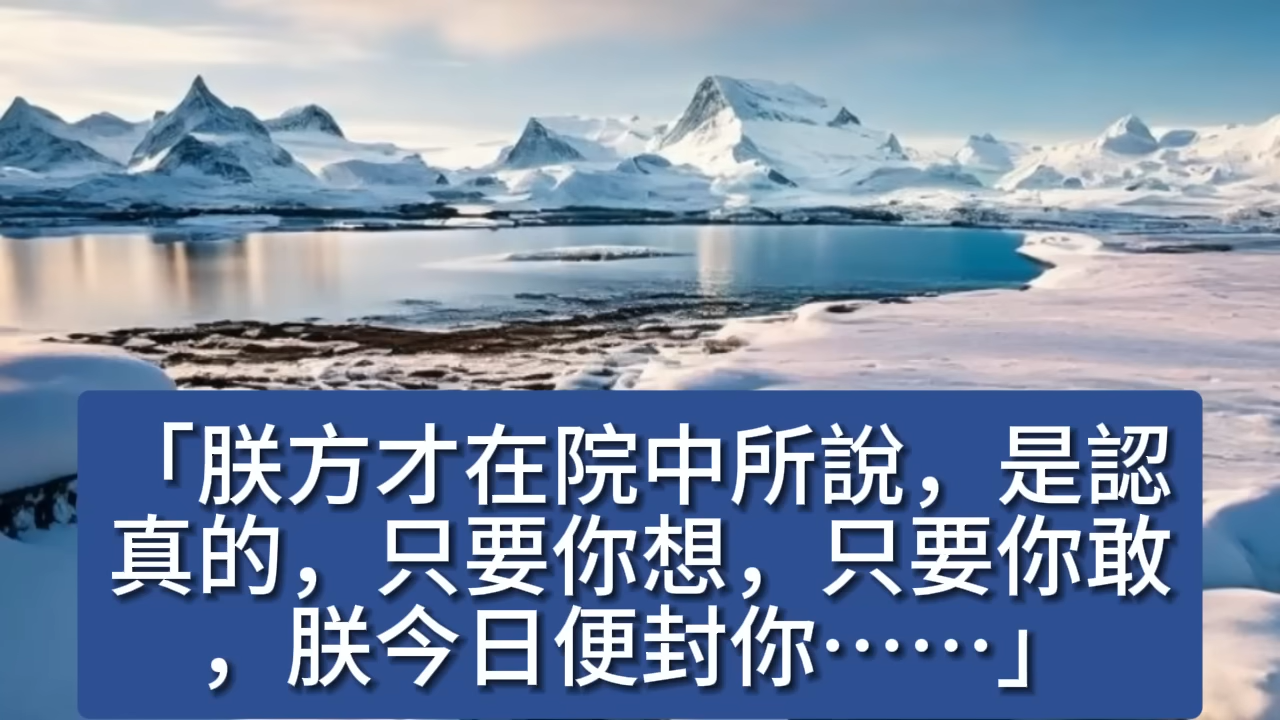 「朕方才在院中所說，是認
真的，只要你想，只要你敢
，朕今日便封你⋯⋯」